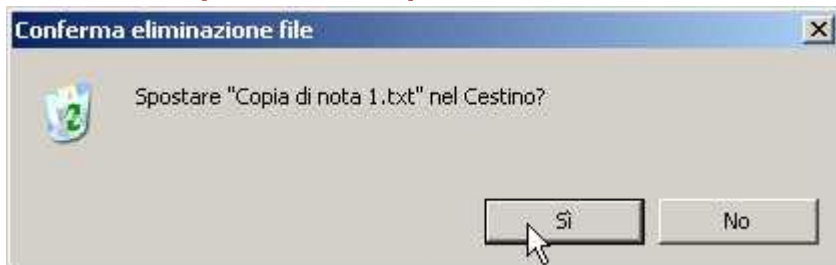 Conferma eliminazione file
Spostare "Copia di nota 1.txt" nel Cestino?
Sì
No